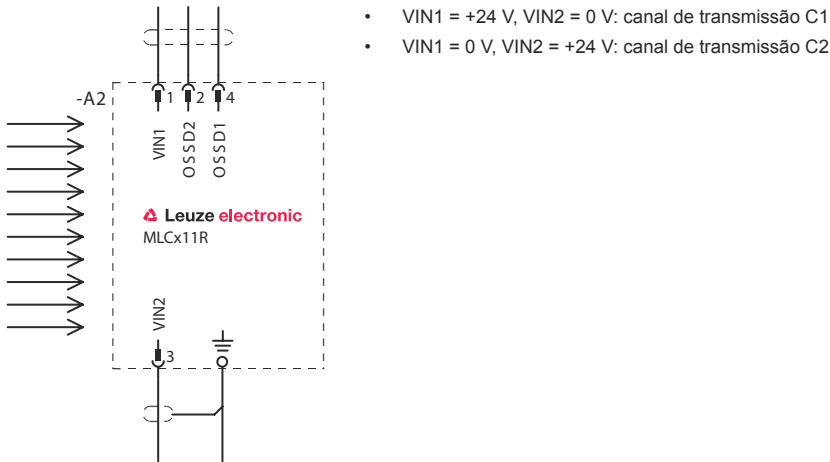 • VIN1 = +24 V, VIN2 = 0 V: canal de transmissão C1
• VIN1 = 0 V, VIN2 = +24 V: canal de transmissão C2
-A2
1 2 4
VIN1
OSSD2
OSSD1
Leuze electronic
MLCx11R
VIN2
3